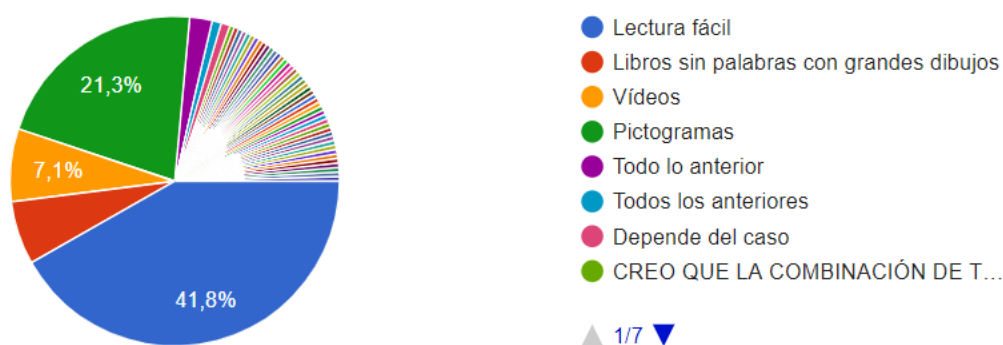 21,3%
7,1%
41,8%
Lectura fácil
Libros sin palabras con grandes dibujos
Vídeos
Pictogramas
Todo lo anterior
Todos los anteriores
Depende del caso
CREO QUE LA COMBINACIÓN DE T...
1/7